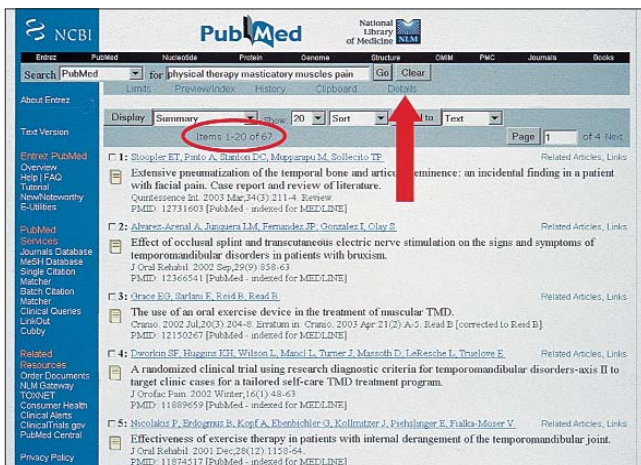 NCBI
PubMed
National
Library
of Medicine NLM
Entrez PubMed Nucleotide Protein Genome Structure OMIM PMC Journals Books
Search PubMed for physical therapy masticatory muscles pain Go Clear
Limits Preview/Index History Clipboard Details
About Entrez
Display Summary Show: 20 Sort to Text
Items 1-20 of 67 Page 1 of 4 Next
Text Version
Entrez PubMed
Overview
Help | FAQ
Tutorial
New/Noteworthy
E-Utilities
PubMed
Services
Journals Database
MeSH Database
Single Citation
Matcher
Batch Citation
Matcher
Clinical Queries
LinkOut
Cubby
Related
Resources
Order Documents
NLM Gateway
TOXNET
Consumer Health
Clinical Alerts
ClinicalTrials.gov
PubMed Central
Privacy Policy
1: Stoopler ET, Pinto A, Stanton DC, Mupparapu M, Sollecito TP. Related Articles, Links
Extensive pneumatization of the temporal bone and articular eminence: an incidental finding in a patient
with facial pain. Case report and review of literature.
Quintessence Int. 2003 Mar;34(3):211-4. Review.
PMID: 12731603 [PubMed - indexed for MEDLINE]
2: Alvarez-Arenal A, Junquera LM, Fernandez JP, Gonzalez I, Olay S. Related Articles, Links
Effect of occlusal splint and transcutaneous electric nerve stimulation on the signs and symptoms of
temporomandibular disorders in patients with bruxism.
J Oral Rehabil. 2002 Sep;29(9):858-63.
PMID: 12366541 [PubMed - indexed for MEDLINE]
3: Grace EG, Sarlani E, Reid B, Read B. Related Articles, Links
The use of an oral exercise device in the treatment of muscular TMD.
Cranio. 2002 Jul;20(3):204-8. Erratum in: Cranio. 2003 Apr;21(2):A-5. Read B [corrected to Reid B].
PMID: 12150267 [PubMed - indexed for MEDLINE]
4: Dworkin SF, Huggins KH, Wilson L, Mancl L, Turner J, Massoth D, LeResche L, Truelove E. Related Articles, Links
A randomized clinical trial using research diagnostic criteria for temporomandibular disorders-axis II to
target clinic cases for a tailored self-care TMD treatment program.
J Orofac Pain. 2002 Winter;16(1):48-63.
PMID: 11889659 [PubMed - indexed for MEDLINE]
5: Nicolakis P, Erdogmus B, Kopf A, Ebenbichler G, Kollmitzer J, Piehslinger E, Fialka-Moser V. Related Articles, Links
Effectiveness of exercise therapy in patients with internal derangement of the temporomandibular joint.
J Oral Rehabil. 2001 Dec;28(12):1158-64.
PMID: 11874517 [PubMed - indexed for MEDLINE]